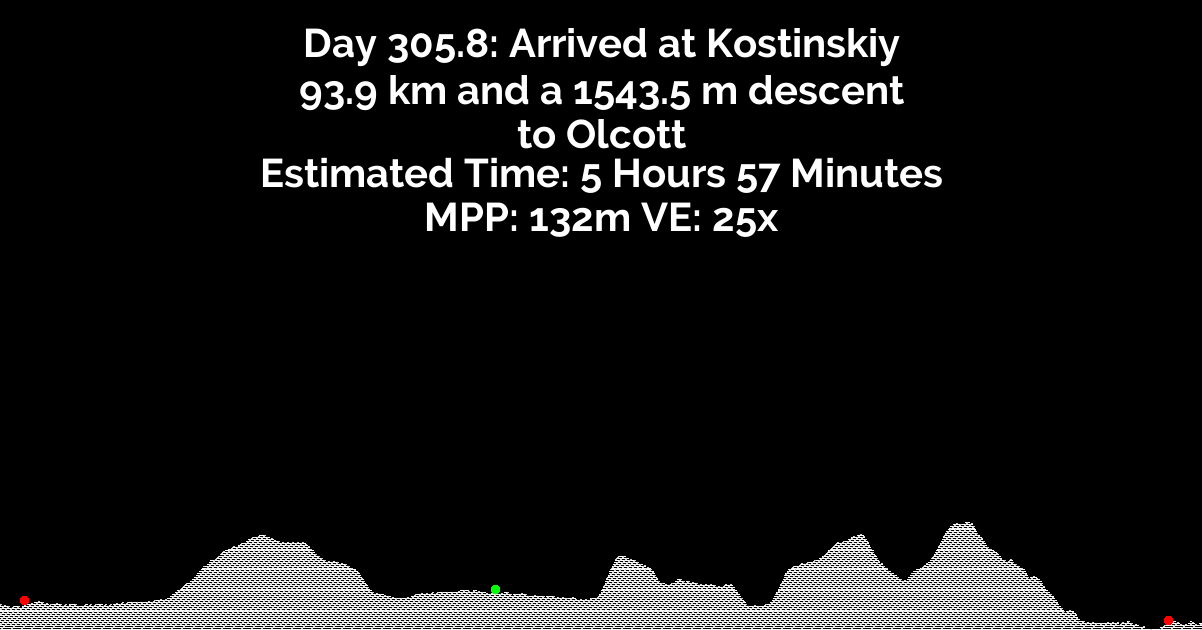 Day 305.8: Arrived at Kostinskiy
93.9 km and a 1543.5 m descent
to Olcott
Estimated Time: 5 Hours 57 Minutes
MPP: 132m VE: 25x